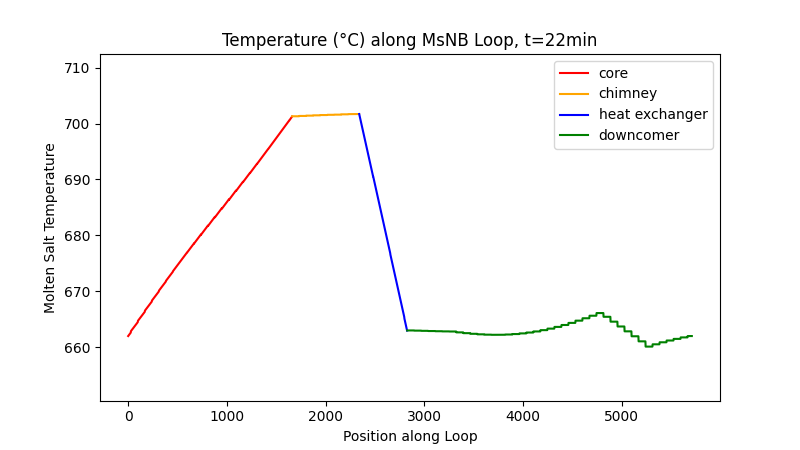 Temperature (°C) along MsNB Loop, t=22min
core
chimney
heat exchanger
downcomer
Molten Salt Temperature
710
700
690
680
670
660
0 1000 2000 3000 4000 5000
Position along Loop